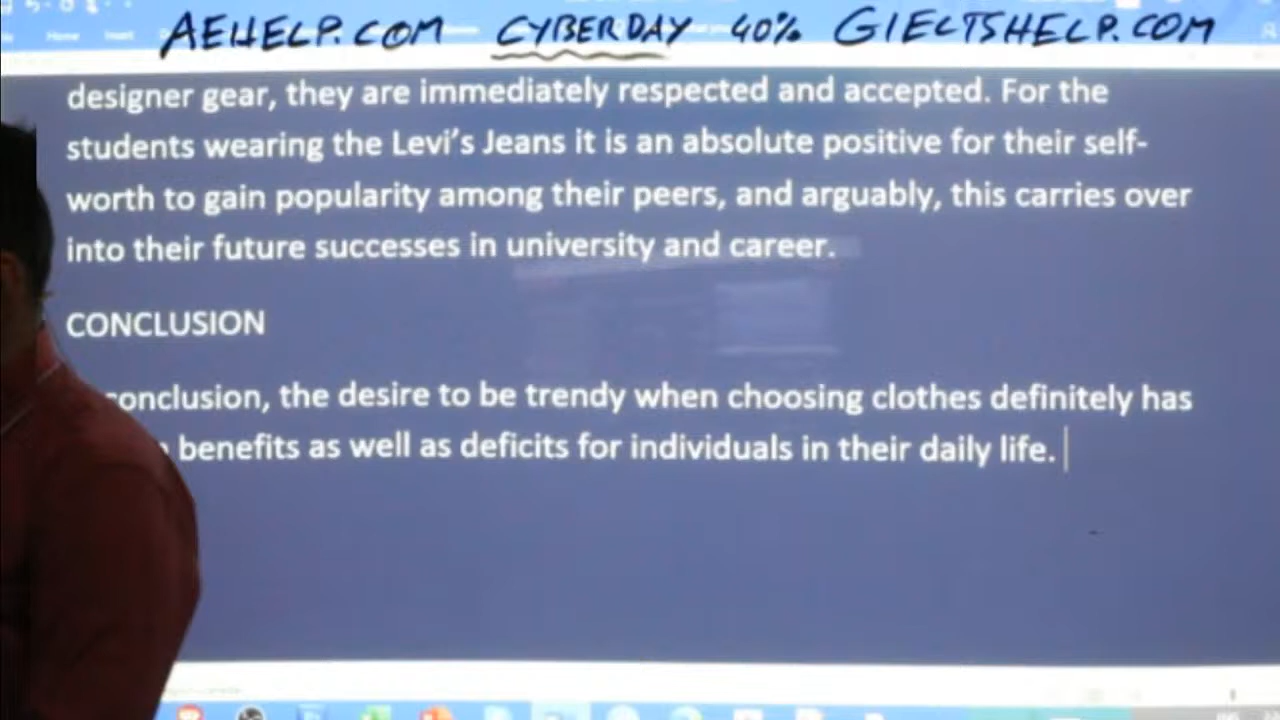 AEHELP.COM CYBERDAY 40% GIELTSHELP.COM
Home Insert
designer gear, they are immediately respected and accepted. For the
students wearing the Levi's Jeans it is an absolute positive for their self-
worth to gain popularity among their peers, and arguably, this carries over
into their future successes in university and career.
CONCLUSION
conclusion, the desire to be trendy when choosing clothes definitely has
benefits as well as deficits for individuals in their daily life.